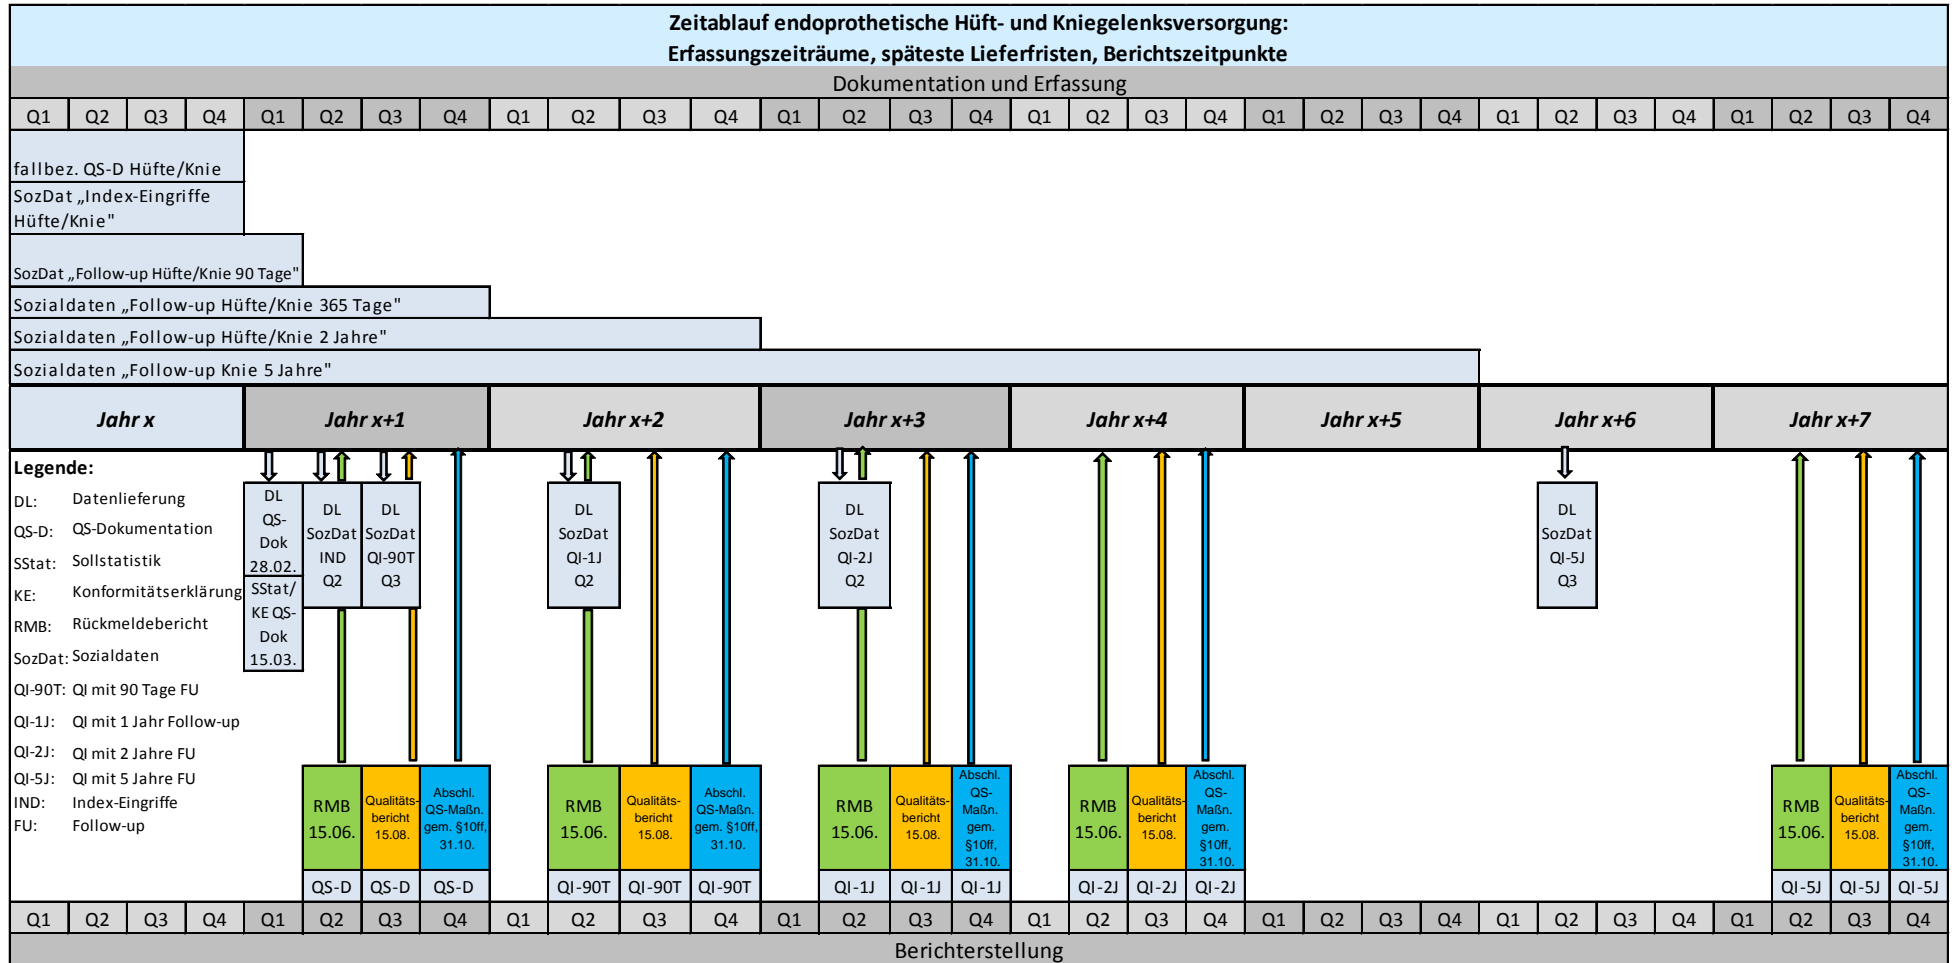 Zeitablauf endoprothetische Hüft- und Kniegelenksversorgung:
Erfassungszeiträume, späteste Lieferfristen, Berichtszeitpunkte
Dokumentation und Erfassung
Q1 Q2 Q3 Q4 Q1 Q2 Q3 Q4 Q1 Q2 Q3 Q4 Q1 Q2 Q3 Q4 Q1 Q2 Q3 Q4 Q1 Q2 Q3 Q4 Q1 Q2 Q3 Q4 Q1 Q2 Q3 Q4
fallbez. QS-D Hüfte/Knie
SozDat „Index-Eingriffe
Hüfte/Knie"
SozDat „Follow-up Hüfte/Knie 90 Tage"
Sozialdaten „Follow-up Hüfte/Knie 365 Tage"
Sozialdaten „Follow-up Hüfte/Knie 2 Jahre"
Sozialdaten „Follow-up Knie 5 Jahre"
Jahr x Jahr x+1 Jahr x+2 Jahr x+3 Jahr x+4 Jahr x+5 Jahr x+6 Jahr x+7
Legende:
DL: Datenlieferung
QS-D: QS-Dokumentation
SStat: Sollstatistik
KE: Konformitätserklärung
RMB: Rückmeldebericht
SozDat: Sozialdaten
QI-90T: QI mit 90 Tage FU
QI-1J: QI mit 1 Jahr Follow-up
QI-2J: QI mit 2 Jahre FU
QI-5J: QI mit 5 Jahre FU
IND: Index-Eingriffe
FU: Follow-up
DL
QS-
Dok
28.02.
SStat/
KE QS-
Dok
15.03.
DL
SozDat
IND
Q2
DL
SozDat
QI-90T
Q3
DL
SozDat
QI-1J
Q2
DL
SozDat
QI-2J
Q2
DL
SozDat
QI-5J
Q3
RMB
15.06.
Qualitäts-
bericht
15.08.
Abschl.
QS-Maßn.
gem. §10ff,
31.10.
RMB
15.06.
Qualitäts-
bericht
15.08.
Abschl.
QS-Maßn.
gem. §10ff,
31.10.
RMB
15.06.
Qualitäts-
bericht
15.08.
Abschl.
QS-
Maßn.
gem.
§10ff,
31.10.
RMB
15.06.
Qualitäts-
bericht
15.08.
Abschl.
QS-
Maßn.
gem.
§10ff,
31.10.
RMB
15.06.
Qualitäts-
bericht
15.08.
Abschl.
QS-
Maßn.
gem.
§10ff,
31.10.
QS-D QS-D QS-D QI-90T QI-90T QI-90T QI-1J QI-1J QI-1J QI-2J QI-2J QI-2J QI-5J QI-5J QI-5J
Q1 Q2 Q3 Q4 Q1 Q2 Q3 Q4 Q1 Q2 Q3 Q4 Q1 Q2 Q3 Q4 Q1 Q2 Q3 Q4 Q1 Q2 Q3 Q4 Q1 Q2 Q3 Q4 Q1 Q2 Q3 Q4
Berichterstellung